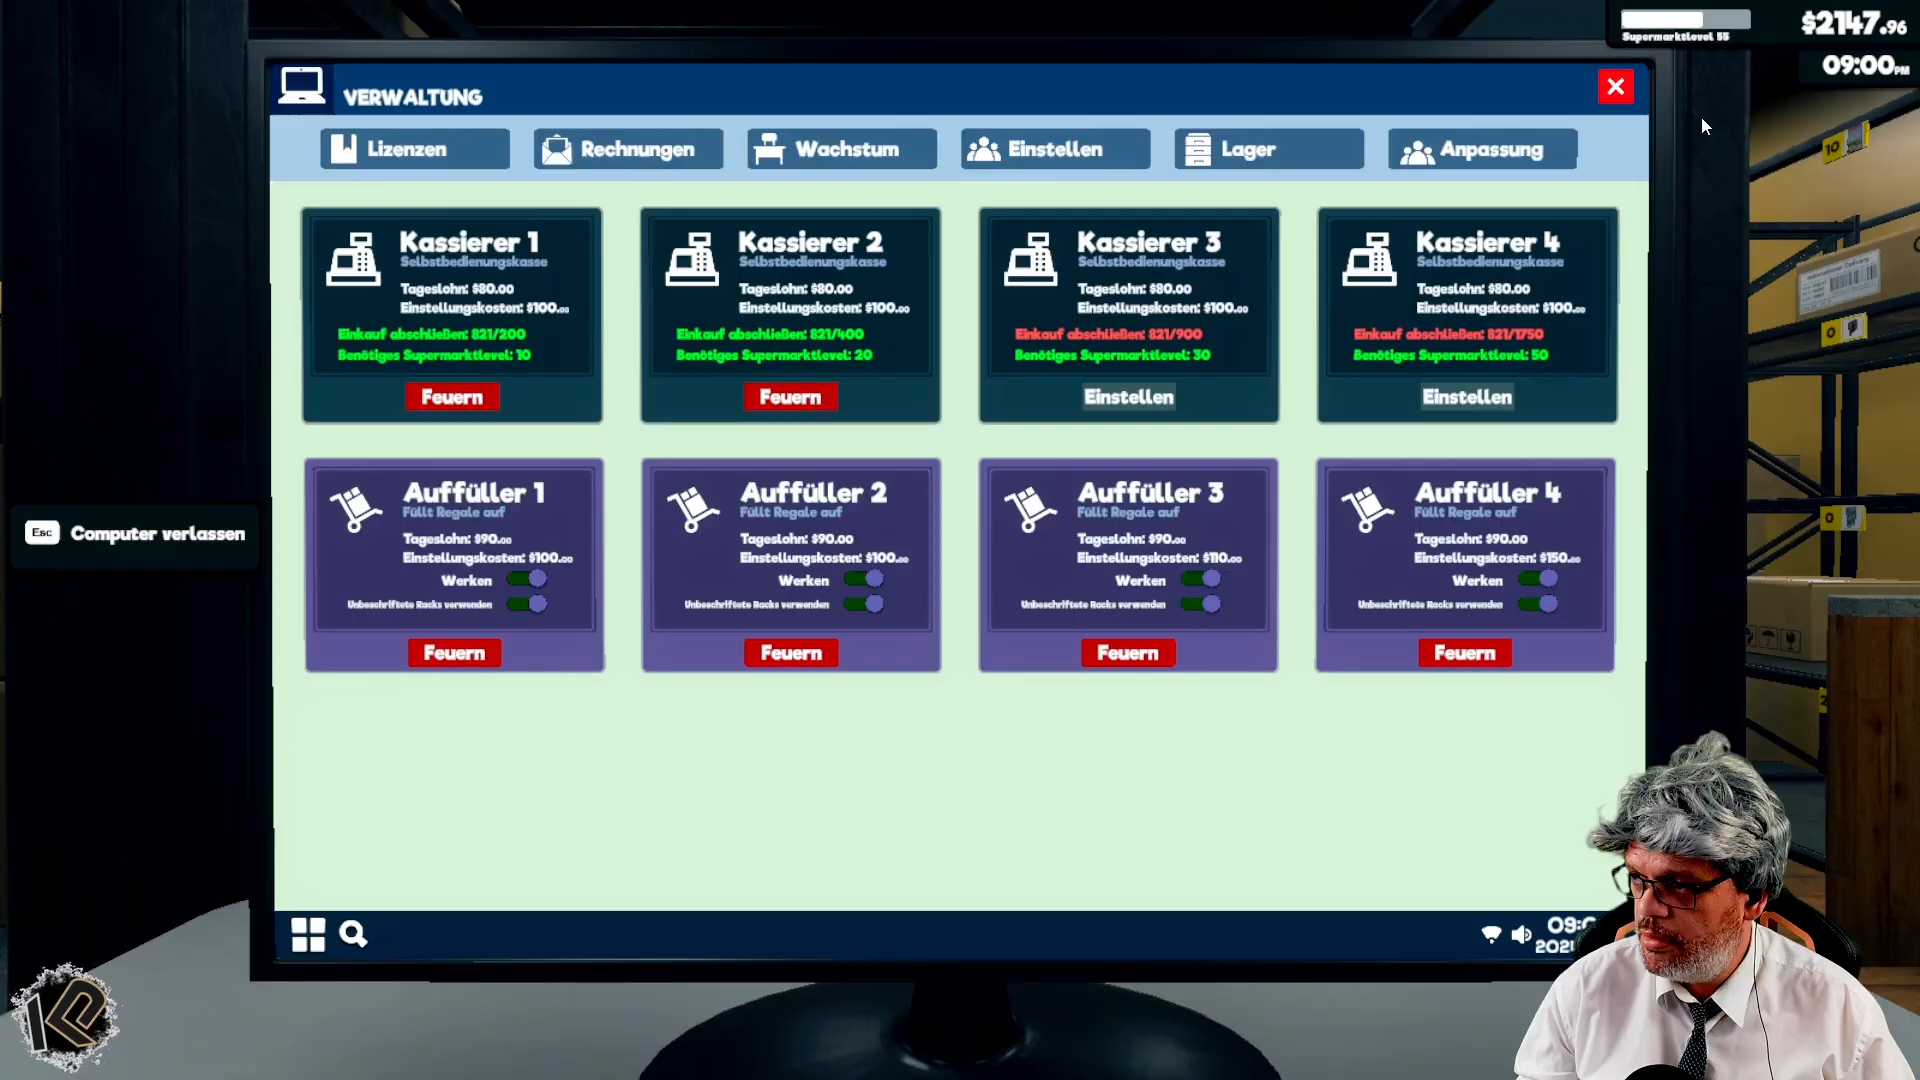 Supermarktlevel 55
$2147.96
09:00PM
VERWALTUNG
Lizenzen
Rechnungen
Wachstum
Einstellen
Lager
Anpassung
Kassierer 1
Selbstbedienungskasse
Tageslohn: $80.00
Einstellungskosten: $100.00
Einkauf abschließen: 821/200
Benötiges Supermarktlevel: 10
Feuern
Kassierer 2
Selbstbedienungskasse
Tageslohn: $80.00
Einstellungskosten: $100.00
Einkauf abschließen: 821/400
Benötiges Supermarktlevel: 20
Feuern
Kassierer 3
Selbstbedienungskasse
Tageslohn: $80.00
Einstellungskosten: $100.00
Einkauf abschließen: 821/900
Benötiges Supermarktlevel: 30
Einstellen
Kassierer 4
Selbstbedienungskasse
Tageslohn: $80.00
Einstellungskosten: $100.00
Einkauf abschließen: 821/1750
Benötiges Supermarktlevel: 50
Einstellen
Auffüller 1
Füllt Regale auf
Tageslohn: $90.00
Einstellungskosten: $100.00
Werken
Unbeschriftete Racks verwenden
Feuern
Auffüller 2
Füllt Regale auf
Tageslohn: $90.00
Einstellungskosten: $100.00
Werken
Unbeschriftete Racks verwenden
Feuern
Auffüller 3
Füllt Regale auf
Tageslohn: $90.00
Einstellungskosten: $110.00
Werken
Unbeschriftete Racks verwenden
Feuern
Auffüller 4
Füllt Regale auf
Tageslohn: $90.00
Einstellungskosten: $150.00
Werken
Unbeschriftete Racks verwenden
Feuern
Esc Computer verlassen
10
0
0